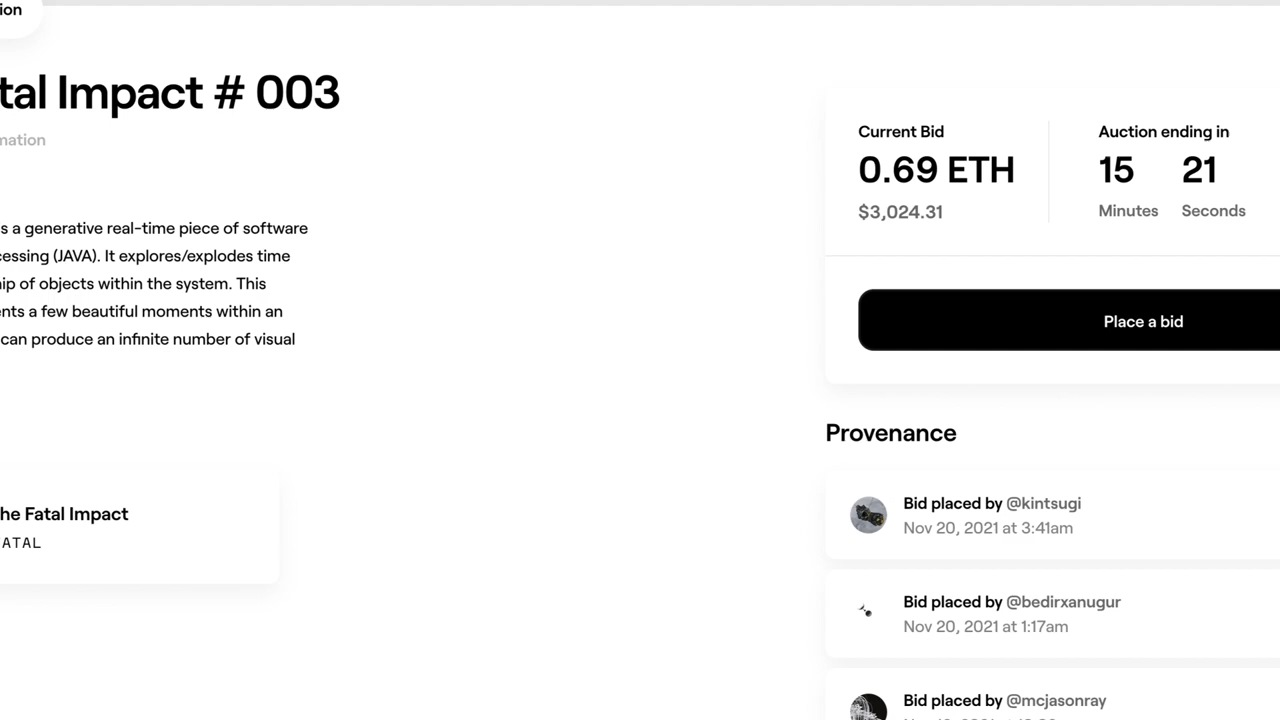 ion
tal Impact # 003
mation
s a generative real-time piece of software
cessing (JAVA). It explores/explodes time
ip of objects within the system. This
nts a few beautiful moments within an
can produce an infinite number of visual
he Fatal Impact
ATAL
Current Bid
0.69 ETH
$3,024.31
Auction ending in
15 21
Minutes Seconds
Place a bid
Provenance
Bid placed by @kintsugi
Nov 20, 2021 at 3:41am
Bid placed by @bedirxanugur
Nov 20, 2021 at 1:17am
Bid placed by @mcjasonray